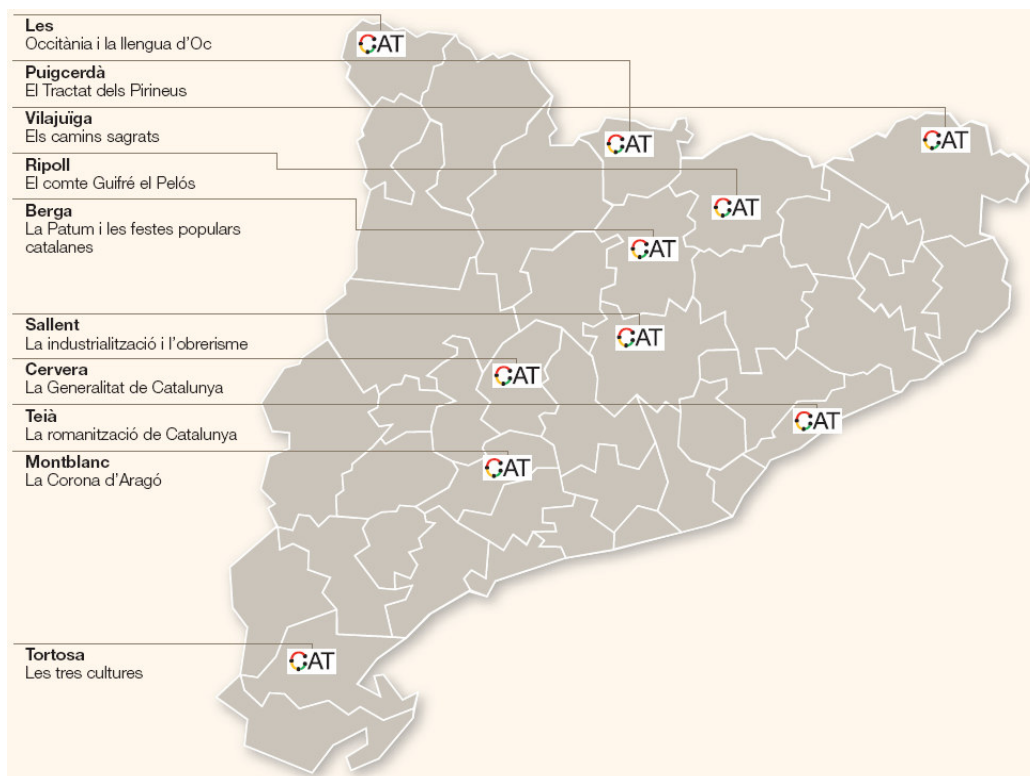 Les
Occitània i la llengua d'Oc
CAT
Puigcerdà
El Tractat dels Pirineus
Vilajuïga
Els camins sagrats
CAT
CAT
Ripoll
El comte Guifré el Pelós
CAT
Berga
La Patum i les festes populars
catalanes
CAT
Sallent
La industrialització i l'obrerisme
CAT
Cervera
La Generalitat de Catalunya
CAT
Teià
La romanització de Catalunya
CAT
Montblanc
La Corona d'Aragó
CAT
Tortosa
Les tres cultures
CAT